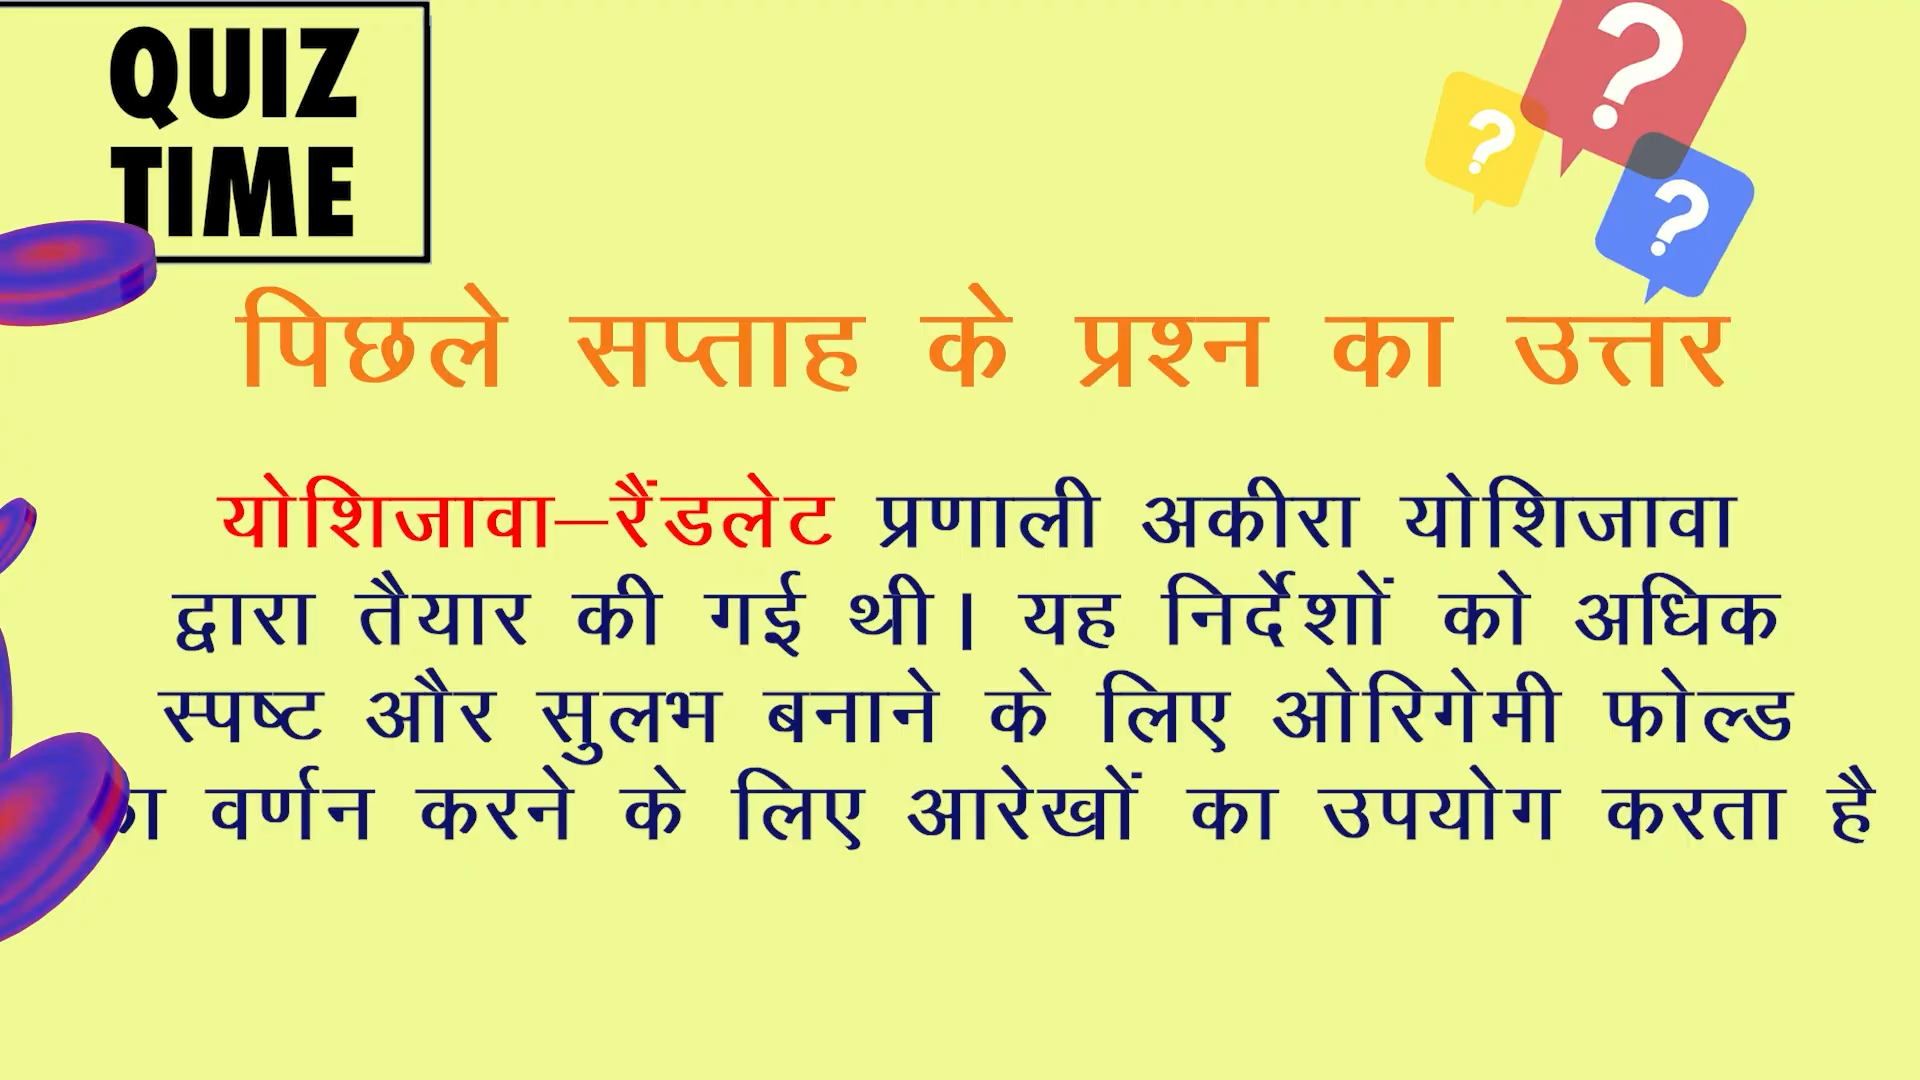 QUIZ
TIME
पिछले सप्ताह के प्रश्न का उत्तर
योशिजावा–रैंडलेट प्रणाली अकीरा योशिजावा
द्वारा तैयार की गई थी। यह निर्देशों को अधिक
स्पष्ट और सुलभ बनाने के लिए ओरिगेमी फोल्ड
का वर्णन करने के लिए आरेखों का उपयोग करता है